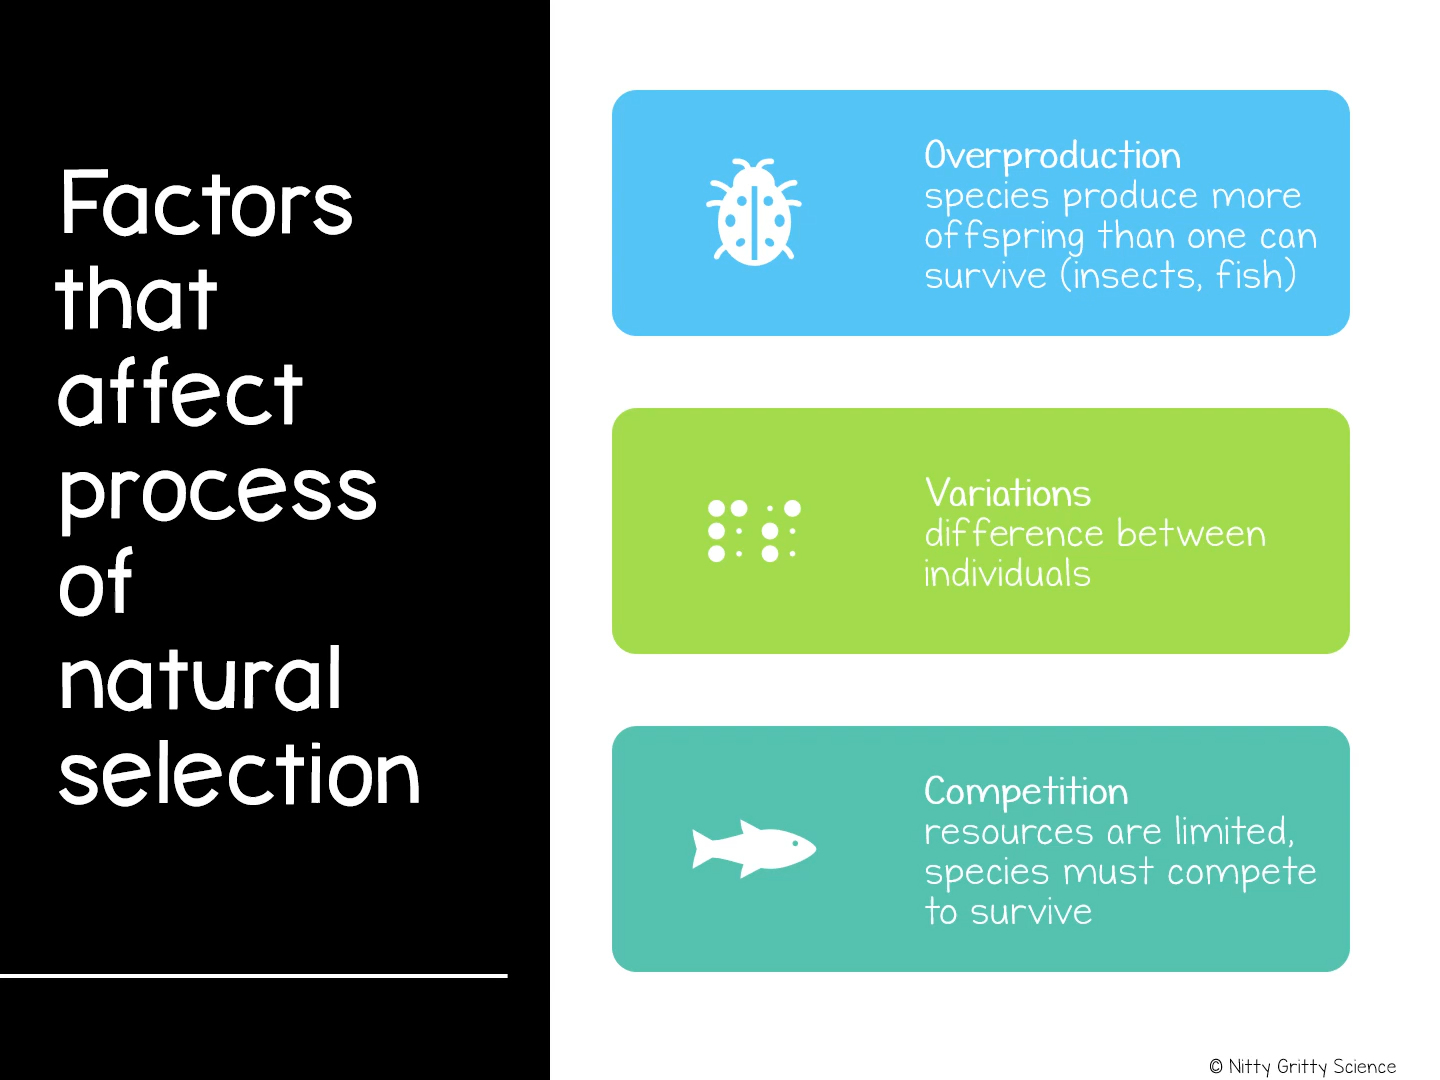 Factors
that
affect
process
of
natural
selection
Overproduction
species produce more
offspring than one can
survive (insects, fish)
Variations
difference between
individuals
Competition
resources are limited,
species must compete
to survive
© Nitty Gritty Science